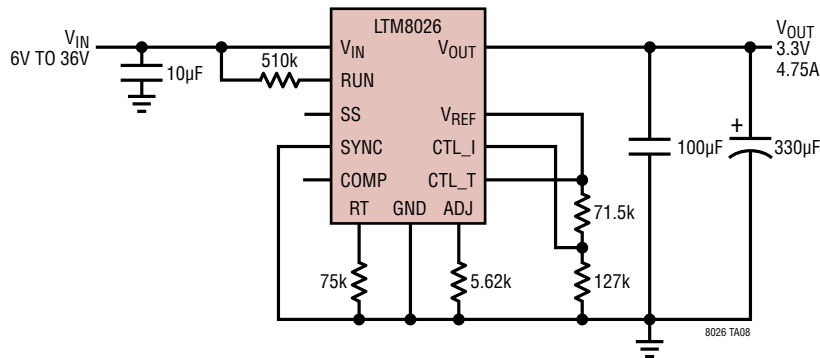 LTM8026
VIN
6V TO 36V
VIN
VOUT
VOUT
3.3V
4.75A
10µF
510k
RUN
SS
VREF
SYNC
CTL_I
100µF
+
330µF
COMP
CTL_T
RT
GND
ADJ
71.5k
75k
5.62k
127k
8026 TA08